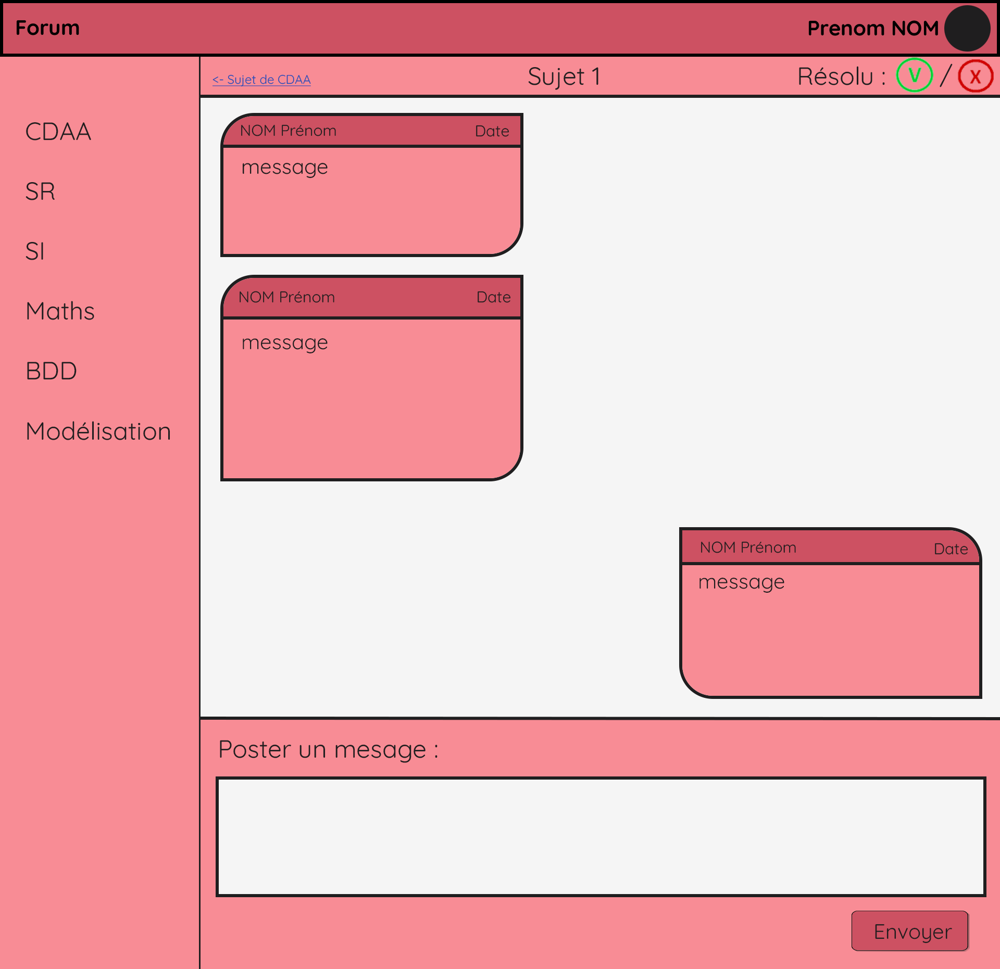 Forum
Prenom NOM
<- Sujet de CDAA
Sujet 1
Résolu : V / X
CDAA
SR
SI
Maths
BDD
Modélisation
NOM Prénom Date
message
NOM Prénom Date
message
NOM Prénom Date
message
Poster un mesage :
Envoyer